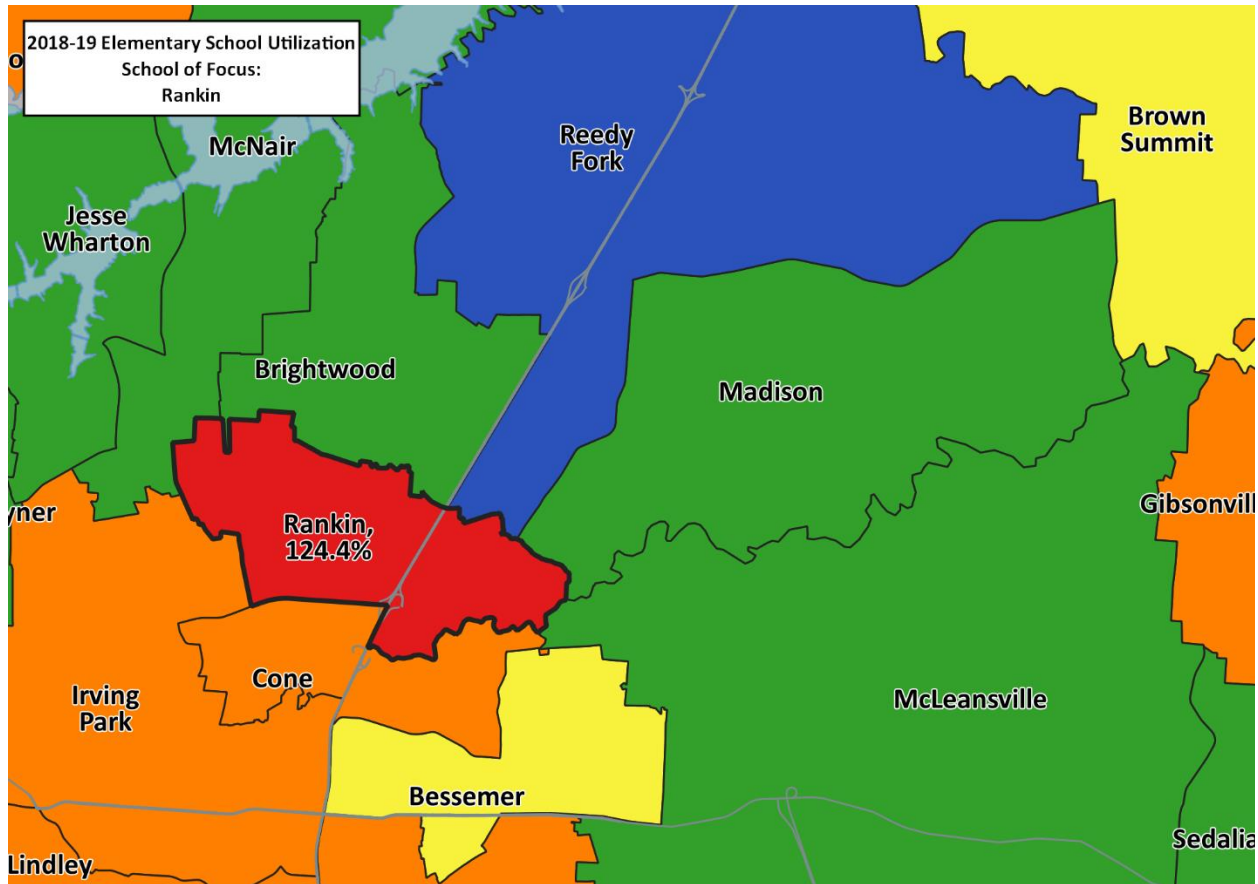 2018-19 Elementary School Utilization
School of Focus:
Rankin
McNair
Reedy
Fork
Brown
Summit
Jesse
Wharton
Brightwood
Madison
Gibsonvill
yner
Rankin,
124.4%
Cone
Irving
Park
McLeansville
Bessemer
Sedalia
Lindley